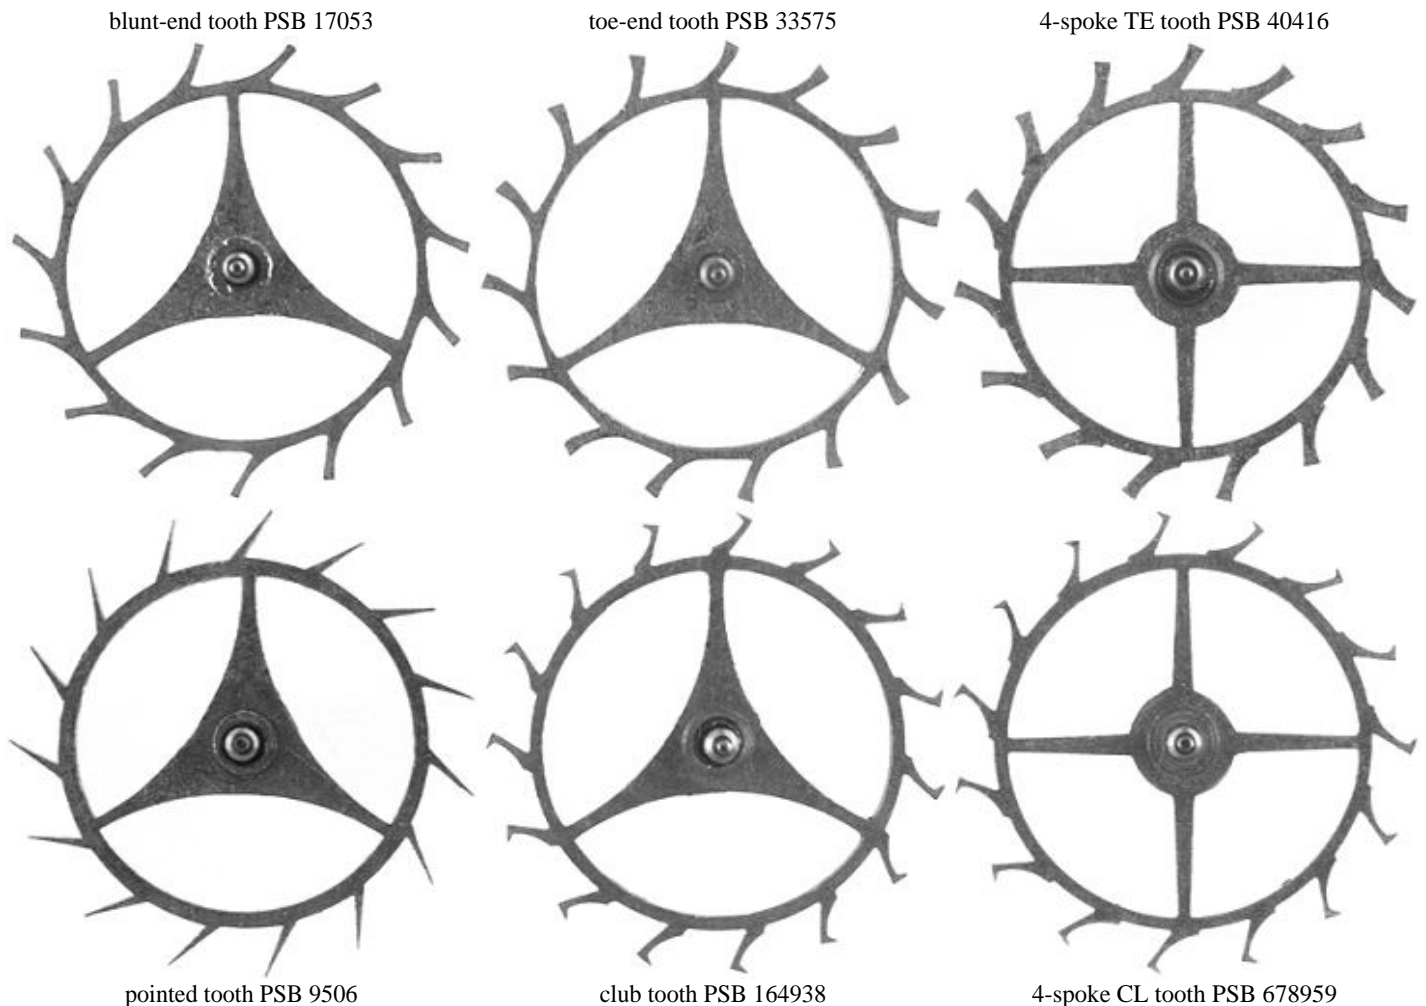 blunt-end tooth PSB 17053
toe-end tooth PSB 33575
4-spoke TE tooth PSB 40416
pointed tooth PSB 9506
club tooth PSB 164938
4-spoke CL tooth PSB 678959